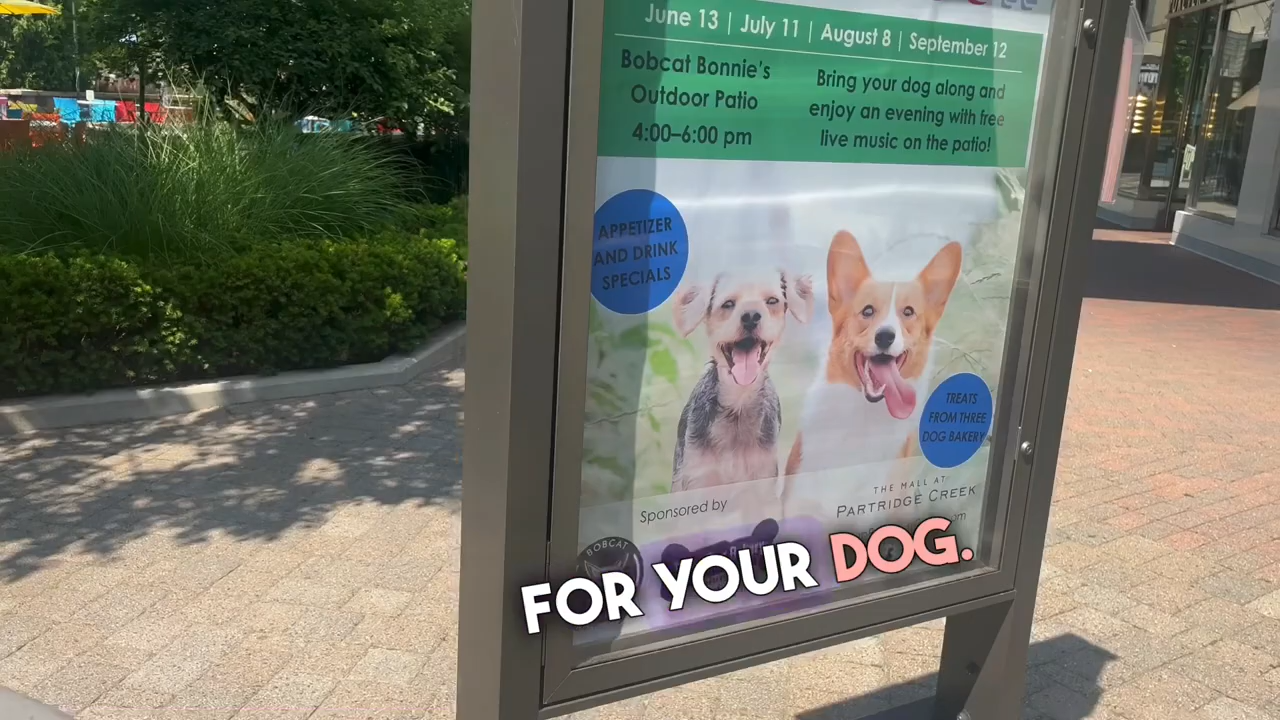 June 13 | July 11 | August 8 | September 12
Bobcat Bonnie's
Outdoor Patio
4:00–6:00 pm
Bring your dog along and
enjoy an evening with free
live music on the patio!
APPETIZER
AND DRINK
SPECIALS
TREATS
FROM THREE
DOG BAKERY
THE MALL AT
PARTRIDGE CREEK
Sponsored by
BOBCAT
FOR YOUR DOG.